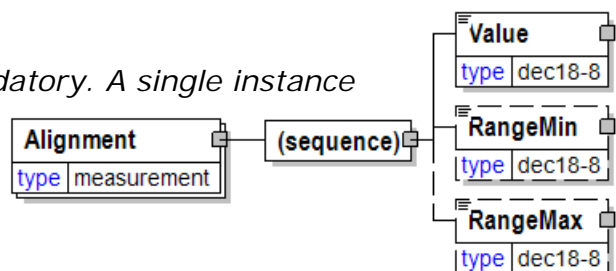 Value
type dec18-8
datory. A single instance
RangeMin
type dec18-8
Alignment
type measurement
(sequence)
RangeMax
type dec18-8